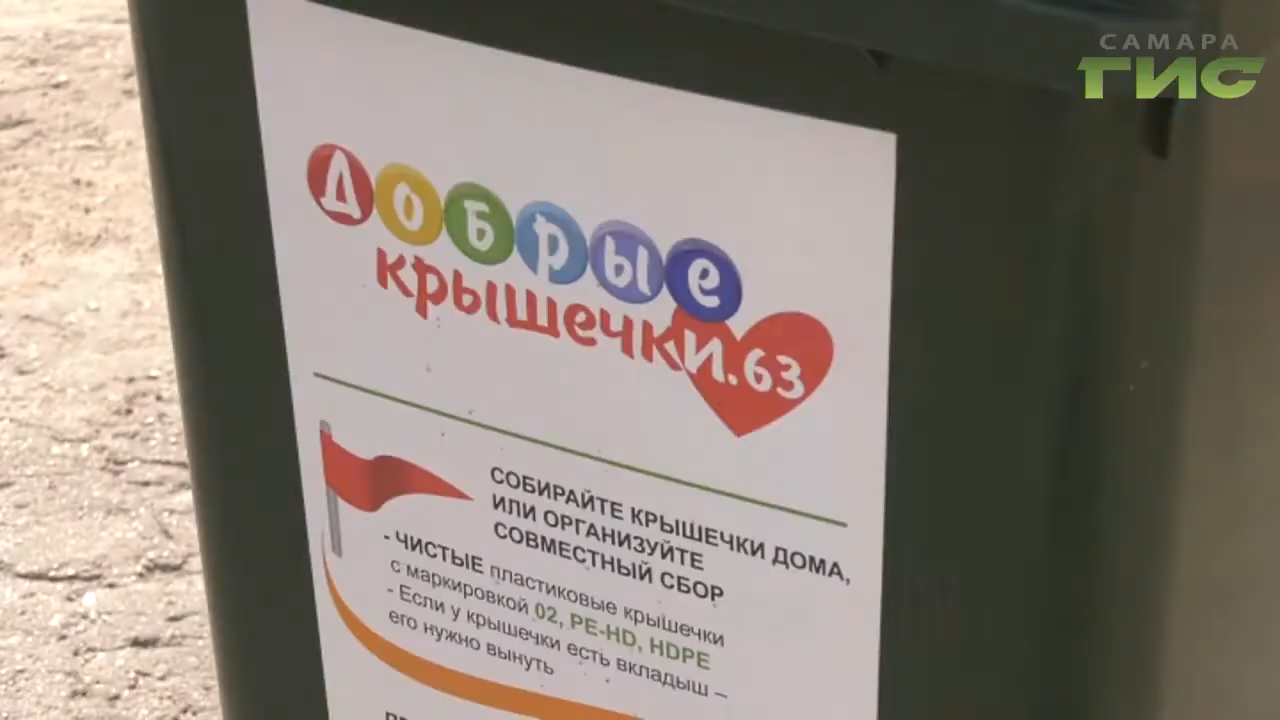 САМАРА
ГИС
Добрые
крышечки.63
СОБИРАЙТЕ КРЫШЕЧКИ ДОМА,
ИЛИ ОРГАНИЗУЙТЕ
СОВМЕСТНЫЙ СБОР
- ЧИСТЫЕ пластиковые крышечки
с маркировкой 02, PE-HD, HDPE
- Если у крышечки есть вкладыш –
его нужно вынуть